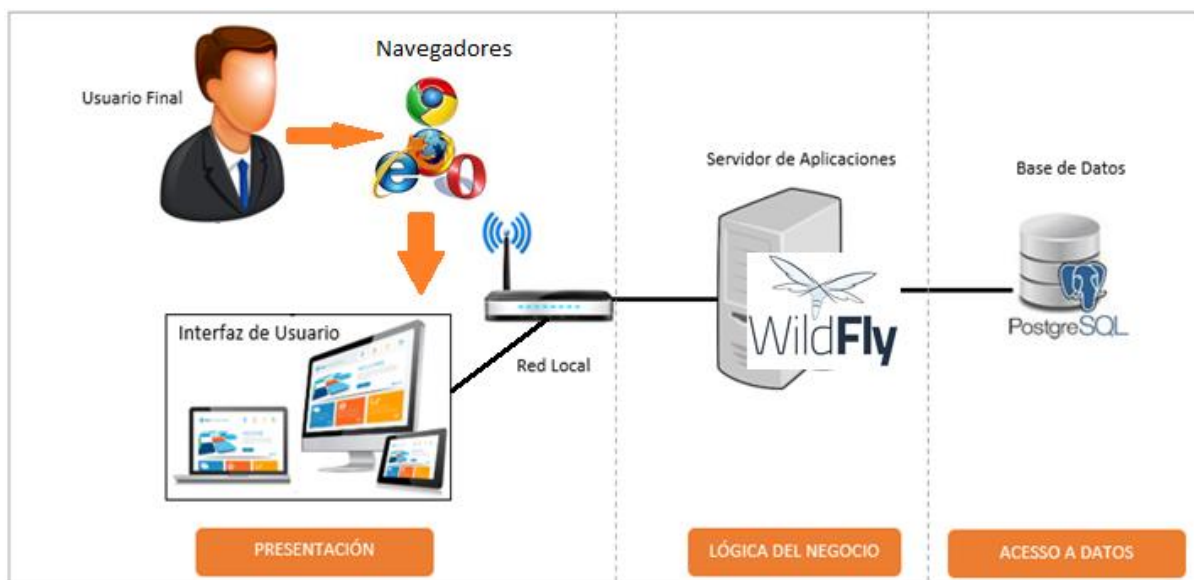 Navegadores
Usuario Final
Servidor de Aplicaciones
Base de Datos
WildFly
PostgreSQL
Interfaz de Usuario
Red Local
PRESENTACIÓN
LÓGICA DEL NEGOCIO
ACESSO A DATOS